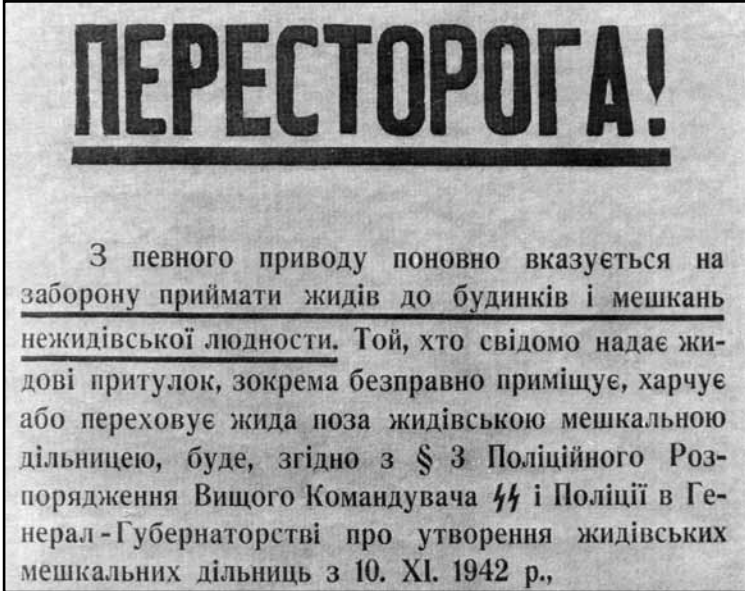 ПЕРЕСТОРОГА!
З певного приводу поновно вказується на
заборону приймати жидів до будинків і мешкань
нежидівської людности. Той, хто свідомо надає жи-
дові притулок, зокрема безправно приміщує, харчує
або переховує жида поза жидівською мешкальною
дільницею, буде, згідно з § 3 Поліційного Роз-
порядження Вищого Командувача ᛋᛋ і Поліції в Ге-
нерал-Губернаторстві про утворення жидівських
мешкальних дільниць з 10. XI. 1942 р.,